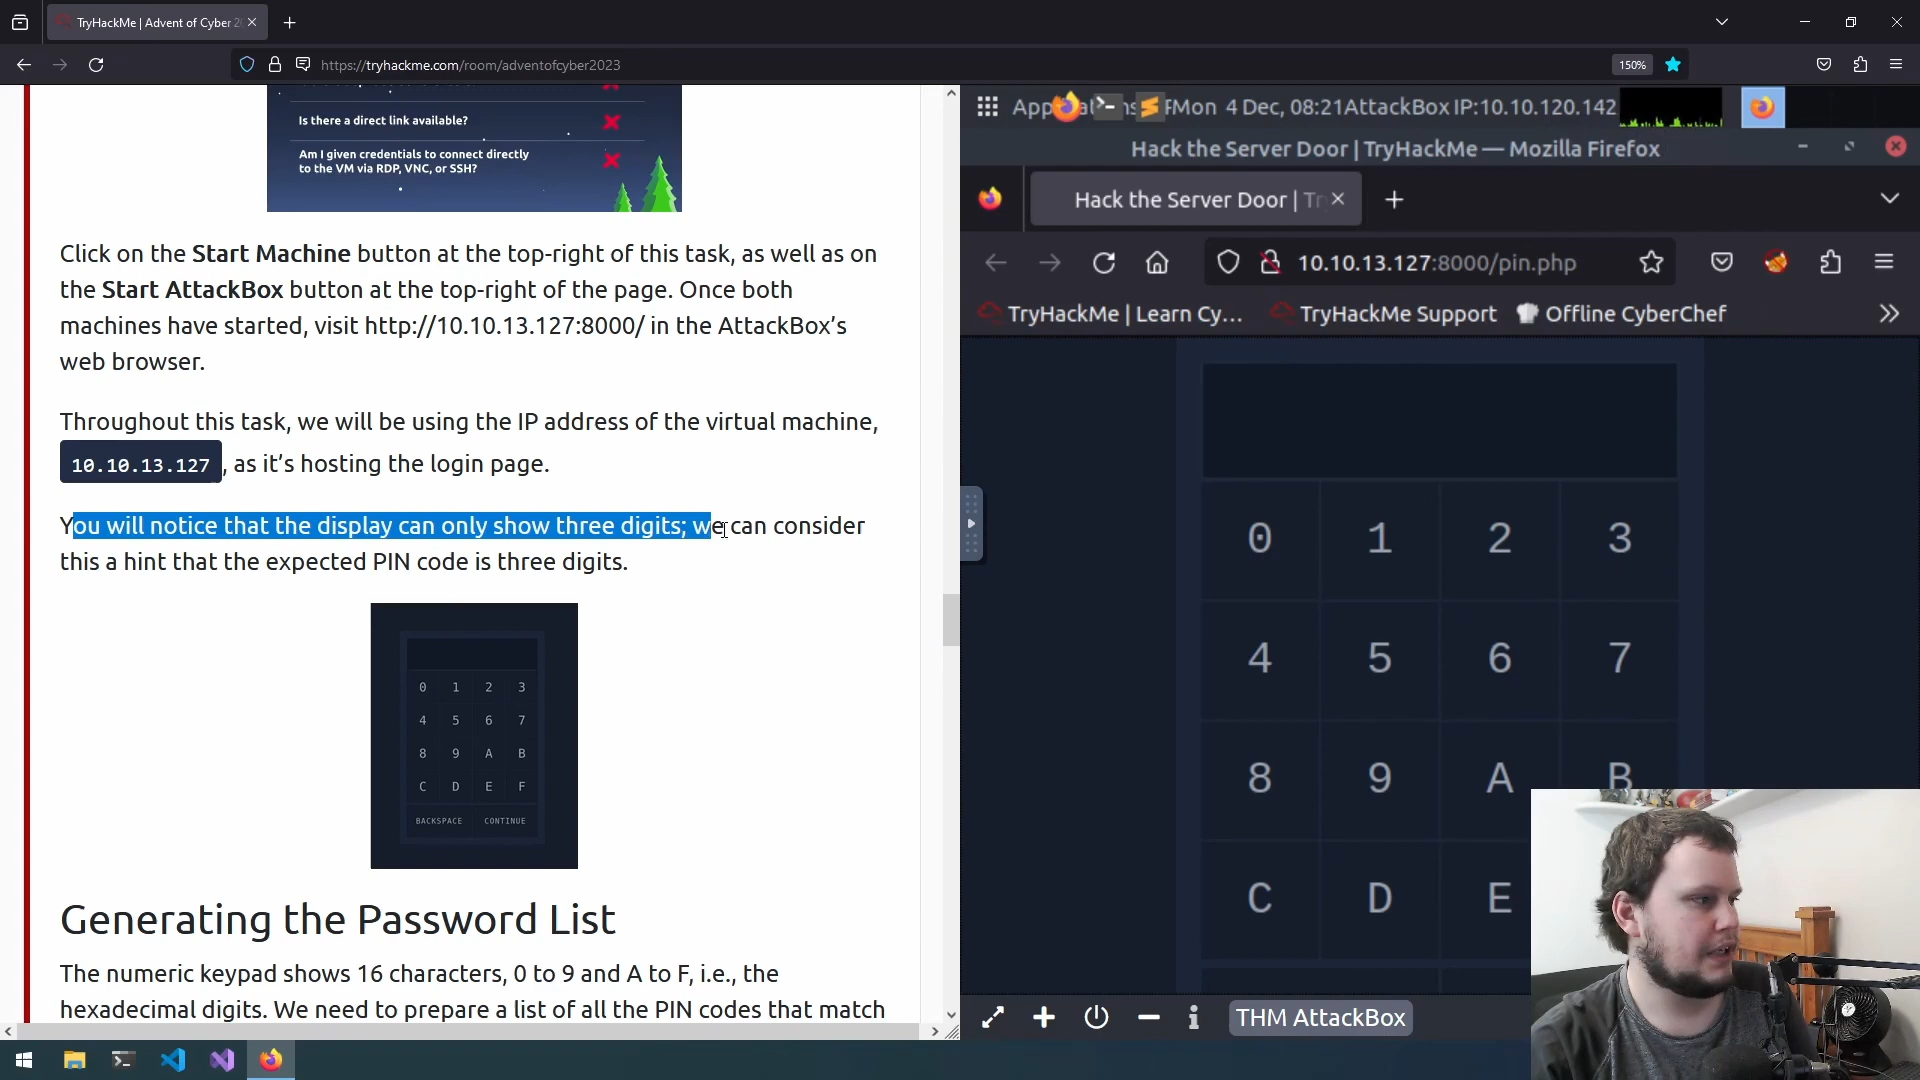 TryHackMe | Advent of Cyber 20
https://tryhackme.com/room/adventofcyber2023
150%
Is there a direct link available?
Am I given credentials to connect directly
to the VM via RDP, VNC, or SSH?
Click on the Start Machine button at the top-right of this task, as well as on
the Start AttackBox button at the top-right of the page. Once both
machines have started, visit http://10.10.13.127:8000/ in the AttackBox’s
web browser.
Throughout this task, we will be using the IP address of the virtual machine,
10.10.13.127 , as it’s hosting the login page.
You will notice that the display can only show three digits; we can consider
this a hint that the expected PIN code is three digits.
0 1 2 3
4 5 6 7
8 9 A B
C D E F
BACKSPACE CONTINUE
Generating the Password List
The numeric keypad shows 16 characters, 0 to 9 and A to F, i.e., the
hexadecimal digits. We need to prepare a list of all the PIN codes that match
Mon 4 Dec, 08:21 AttackBox IP:10.10.120.142
Hack the Server Door | TryHackMe — Mozilla Firefox
Hack the Server Door | Tr
10.10.13.127:8000/pin.php
TryHackMe | Learn Cy... TryHackMe Support Offline CyberChef
0 1 2 3
4 5 6 7
8 9 A B
C D E
THM AttackBox